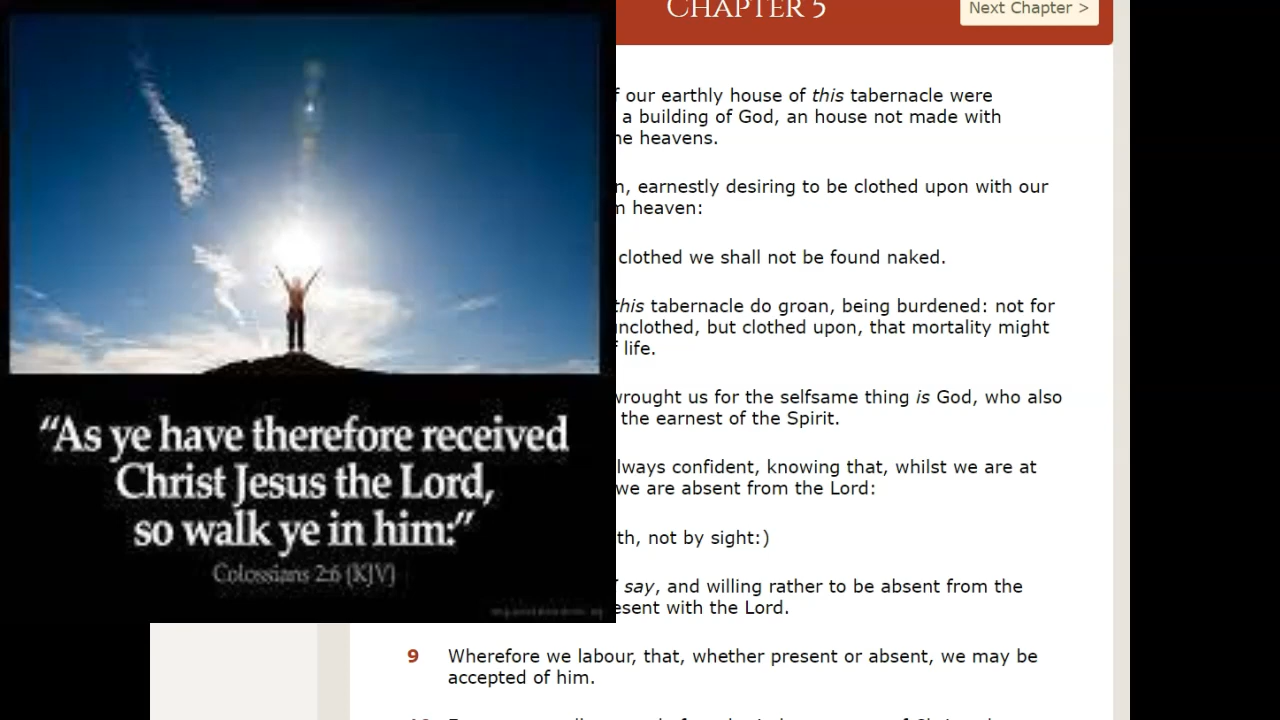 CHAPTER 5
Next Chapter >
“As ye have therefore received
Christ Jesus the Lord,
so walk ye in him:”
Colossians 2:6 (KJV)
our earthly house of this tabernacle were
a building of God, an house not made with
heavens.
earnestly desiring to be clothed upon with our
heaven:
clothed we shall not be found naked.
this tabernacle do groan, being burdened: not for
unclothed, but clothed upon, that mortality might
life.
wrought us for the selfsame thing is God, who also
the earnest of the Spirit.
always confident, knowing that, whilst we are at
we are absent from the Lord:
not by sight:)
say, and willing rather to be absent from the
present with the Lord.
9 Wherefore we labour, that, whether present or absent, we may be
accepted of him.